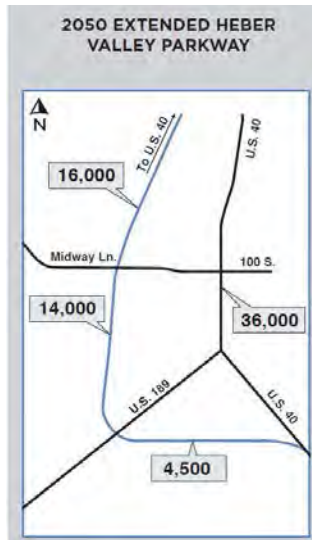 2050 EXTENDED HEBER
VALLEY PARKWAY
N
To U.S. 40
U.S. 40
16,000
Midway Ln.
100 S.
14,000
36,000
U.S. 189
U.S. 40
4,500